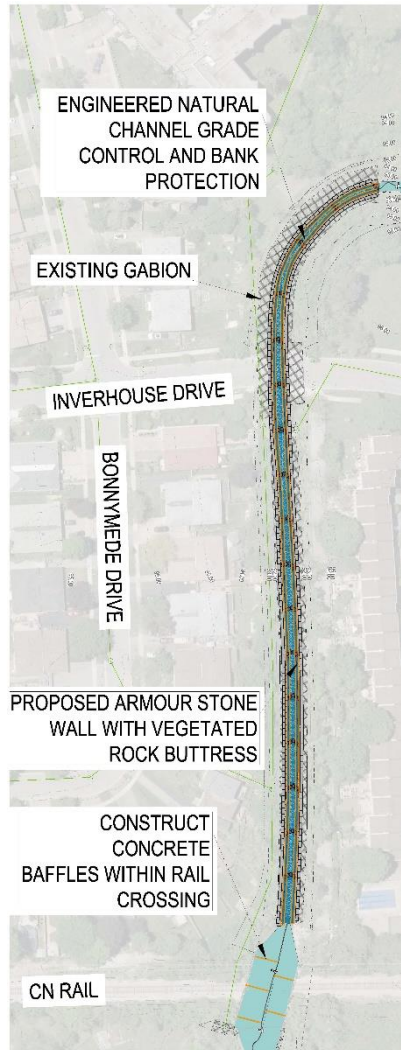 ENGINEERED NATURAL
CHANNEL GRADE
CONTROL AND BANK
PROTECTION
EXISTING GABION
INVERHOUSE DRIVE
BONNYMEDE DRIVE
PROPOSED ARMOUR STONE
WALL WITH VEGETATED
ROCK BUTTRESS
CONSTRUCT
CONCRETE
BAFFLES WITHIN RAIL
CROSSING
CN RAIL